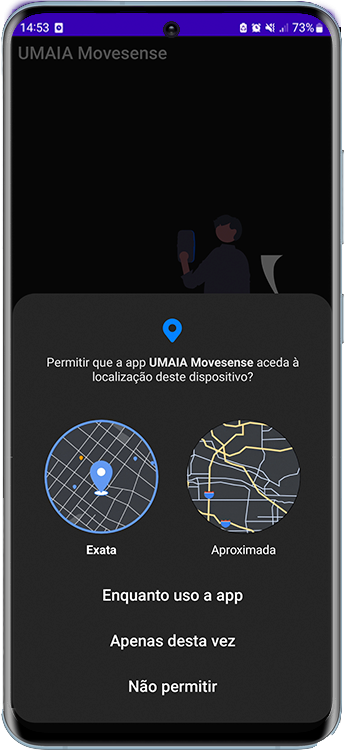 14:53 73%
UMAIA Movesense
Permitir que a app UMAIA Movesense aceda à
localização deste dispositivo?
Exata Aproximada
Enquanto uso a app
Apenas desta vez
Não permitir